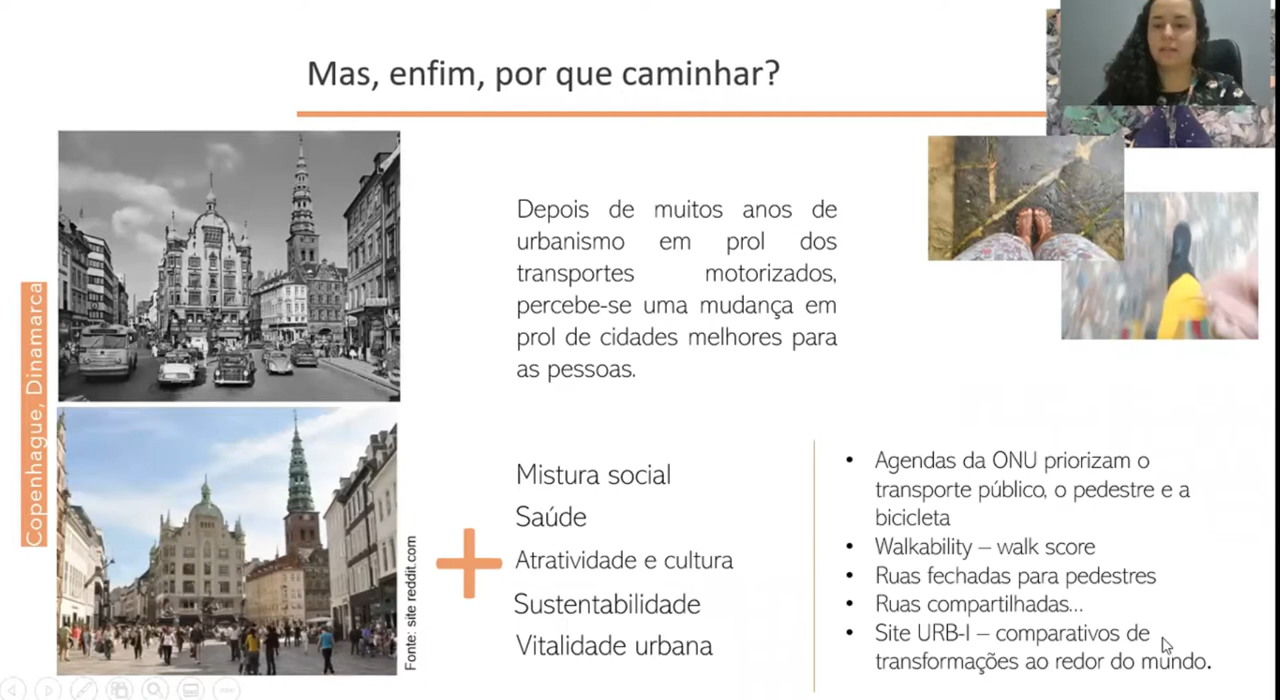 Mas, enfim, por que caminhar?
Copenhague, Dinamarca
Fonte: site reddit.com
Depois de muitos anos de
urbanismo em prol dos
transportes motorizados,
percebe-se uma mudança em
prol de cidades melhores para
as pessoas.
Mistura social
Saúde
Atratividade e cultura
Sustentabilidade
Vitalidade urbana
• Agendas da ONU priorizam o
transporte público, o pedestre e a
bicicleta
• Walkability – walk score
• Ruas fechadas para pedestres
• Ruas compartilhadas...
• Site URB-I – comparativos de
transformações ao redor do mundo.